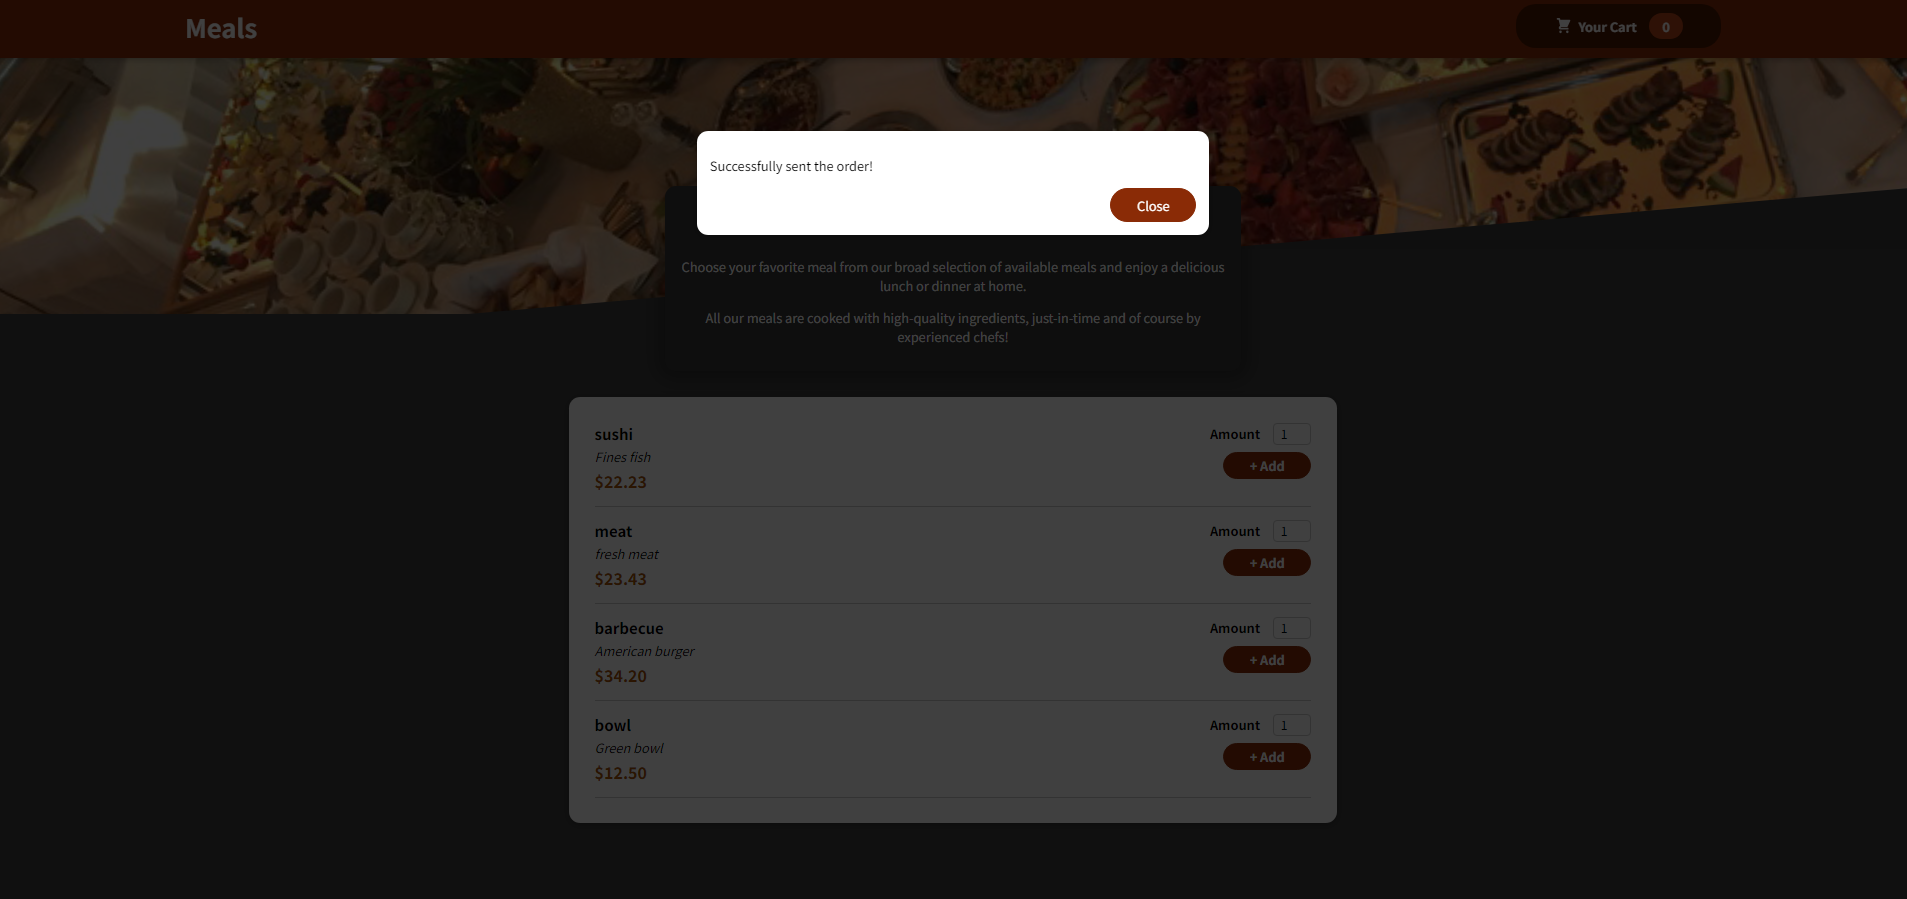 Meals
Your Cart 0
Successfully sent the order!
Close
Choose your favorite meal from our broad selection of available meals and enjoy a delicious
lunch or dinner at home.
All our meals are cooked with high-quality ingredients, just-in-time and of course by
experienced chefs!
sushi
Fines fish
$22.23
Amount 1
+ Add
meat
fresh meat
$23.43
Amount 1
+ Add
barbecue
American burger
$34.20
Amount 1
+ Add
bowl
Green bowl
$12.50
Amount 1
+ Add